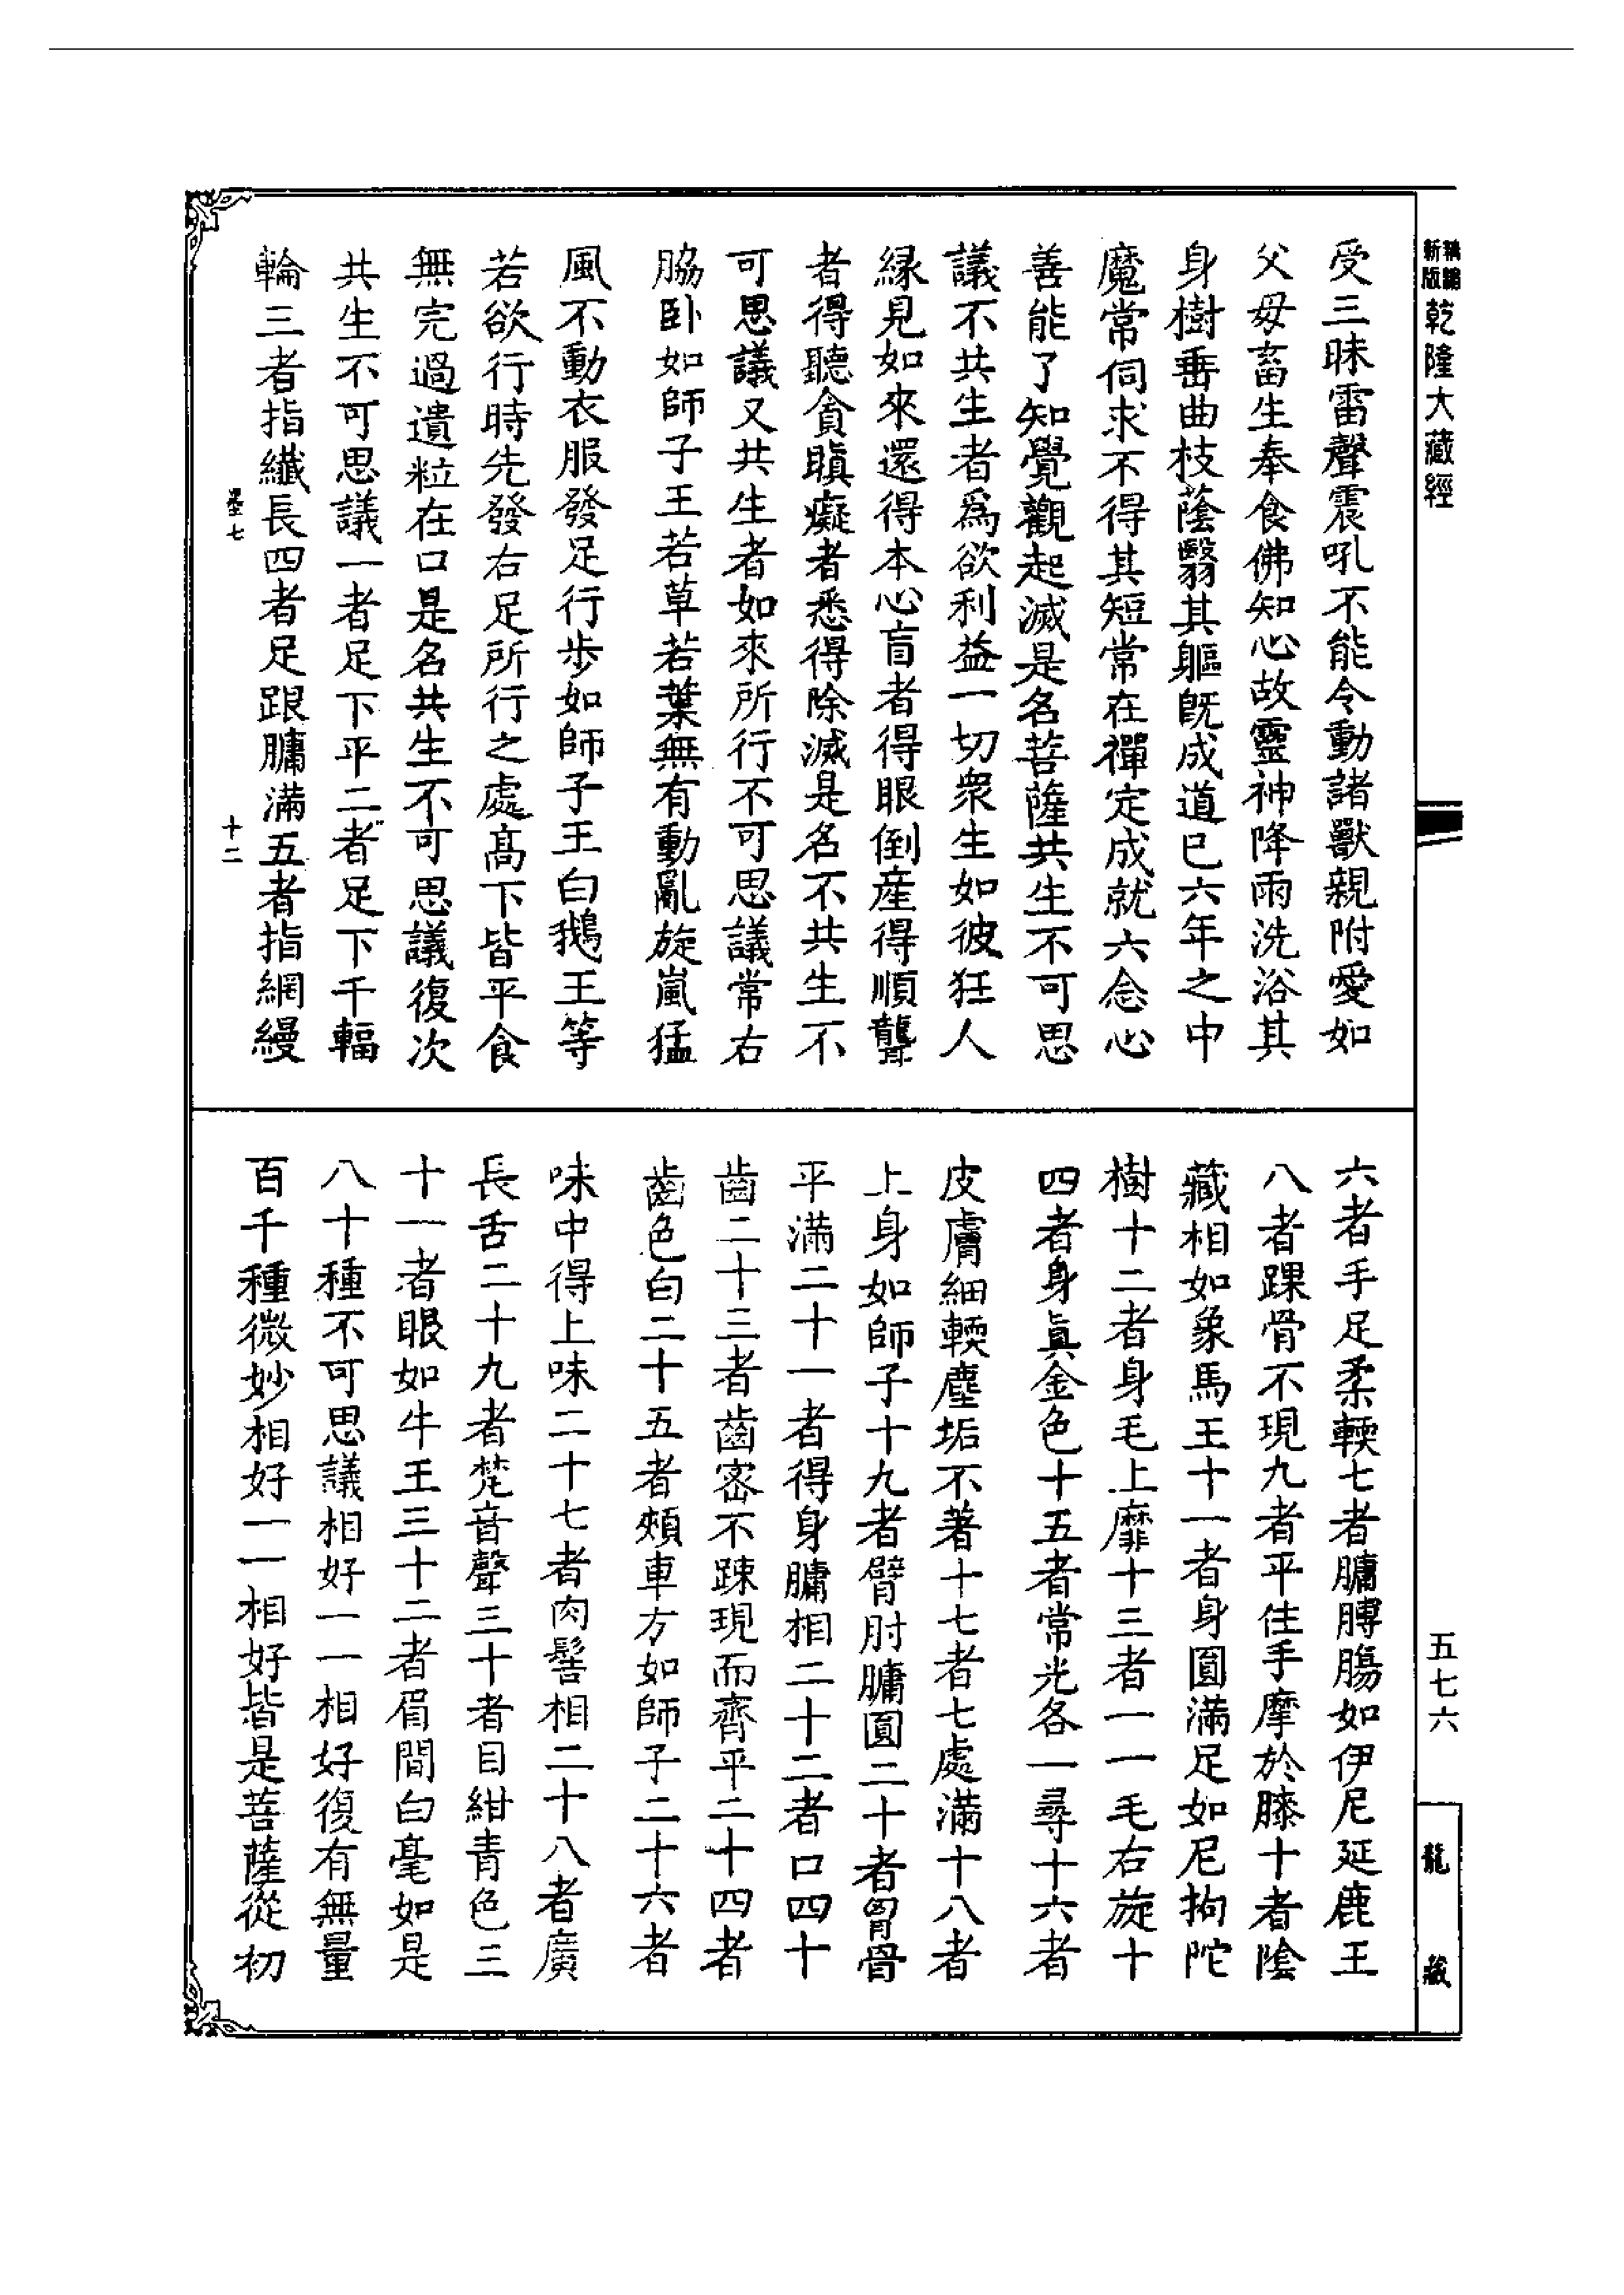 新版
乾隆大藏經
受三昧雷聲震吼不能令動諸獸親附愛如
父母畜生奉食佛知心故靈神降雨洗浴其
身樹垂曲枝蔭翳其軀旣成道已六年之中
魔常伺求不得其短常在禪定成就六念心
善能了知覺觀起滅是名菩薩共生不可思
議不共生者爲欲利益一切衆生如彼狂人
緣見如來還得本心盲者得眼倒產得順聾
者得聽貪瞋癡者悉得除滅是名不共生不
可思議又共生者如來所行不可思議常右
脇卧如師子王若草若葉無有動亂旋嵐猛
風不動衣服發足行步如師子王白鵝王等
若欲行時先發右足所行之處高下皆平食
無完過遺粒在口是名共生不可思議復次
共生不可思議一者足下平二者足下千輻
輪三者指纖長四者足跟膊滿五者指網縵
墨七
十二
六者手足柔輭七者𦟛膊腸如伊尼延鹿王
八者踝骨不現九者平住手摩於膝十者陰
藏相如象馬王十一者身圓滿足如尼拘陀
樹十二者身毛上靡十三者一一毛右旋十
四者身眞金色十五者常光各一尋十六者
皮膚細輭塵垢不著十七者七處滿十八者
上身如師子十九者臂肘𦟛圓二十者𩩲骨
平滿二十一者得身𦟛相二十二者口四十
齒二十三者齒密不踈現而齊平二十四者
齒色白二十五者頰車方如師子二十六者
味中得上味二十七者肉髻相二十八者廣
長舌二十九者梵音聲三十者目紺青色三
十一者眼如牛王三十二者眉間白毫如是
八十種不可思議相好一一相好復有無量
百千種微妙相好一一相好皆是菩薩從初
五七六
龍藏